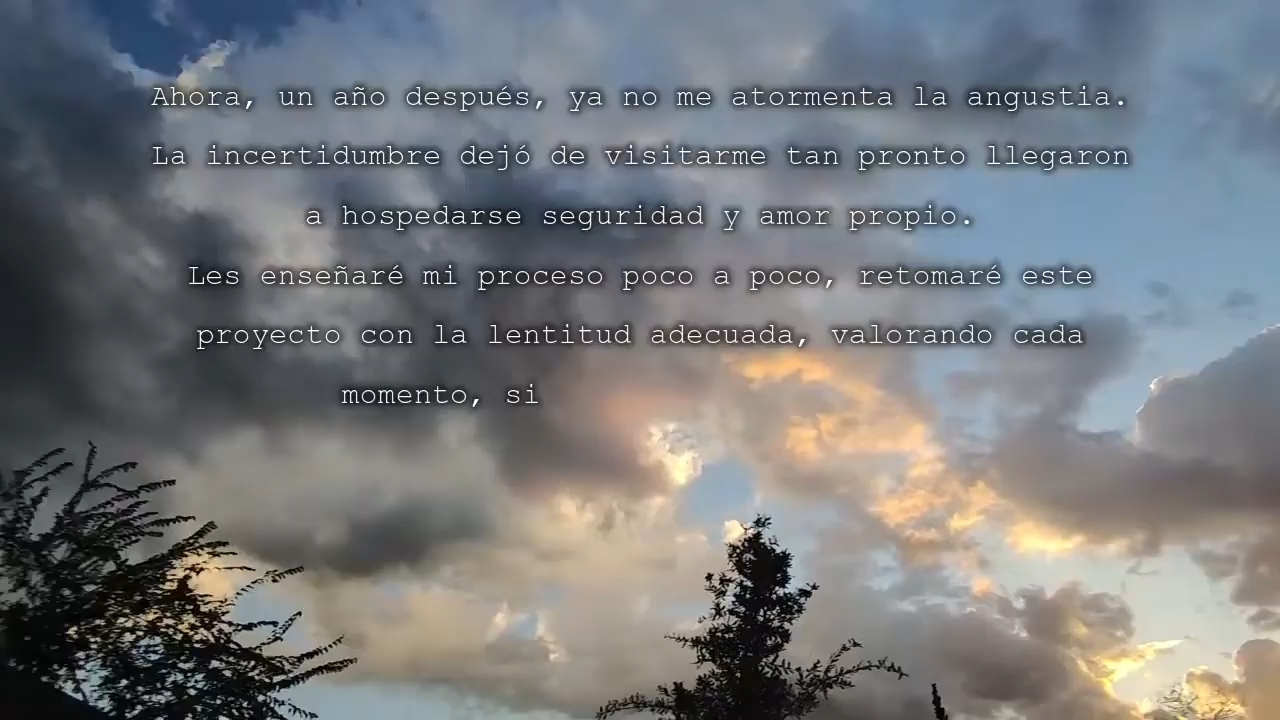 Ahora, un año después, ya no me atormenta la angustia.
La incertidumbre dejó de visitarme tan pronto llegaron
a hospedarse seguridad y amor propio.
Les enseñaré mi proceso poco a poco, retomaré este
proyecto con la lentitud adecuada, valorando cada
momento, si